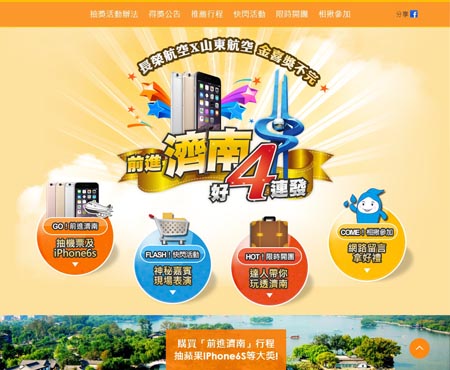 抽獎活動辦法 得獎公告 推薦行程 快閃活動 限時開團 相揪參加
分享
長榮航空X山東航空 金喜獎不完
前進 濟南
好 4 連發
GO！前進濟南
抽機票及
iPhone6s
FLASH！快閃活動
神秘嘉賓
現場表演
HOT！限時開團
達人帶你
玩透濟南
COME！相揪參加
網路留言
拿好禮
購買「前進濟南」行程
抽蘋果iPhone6S等大獎!